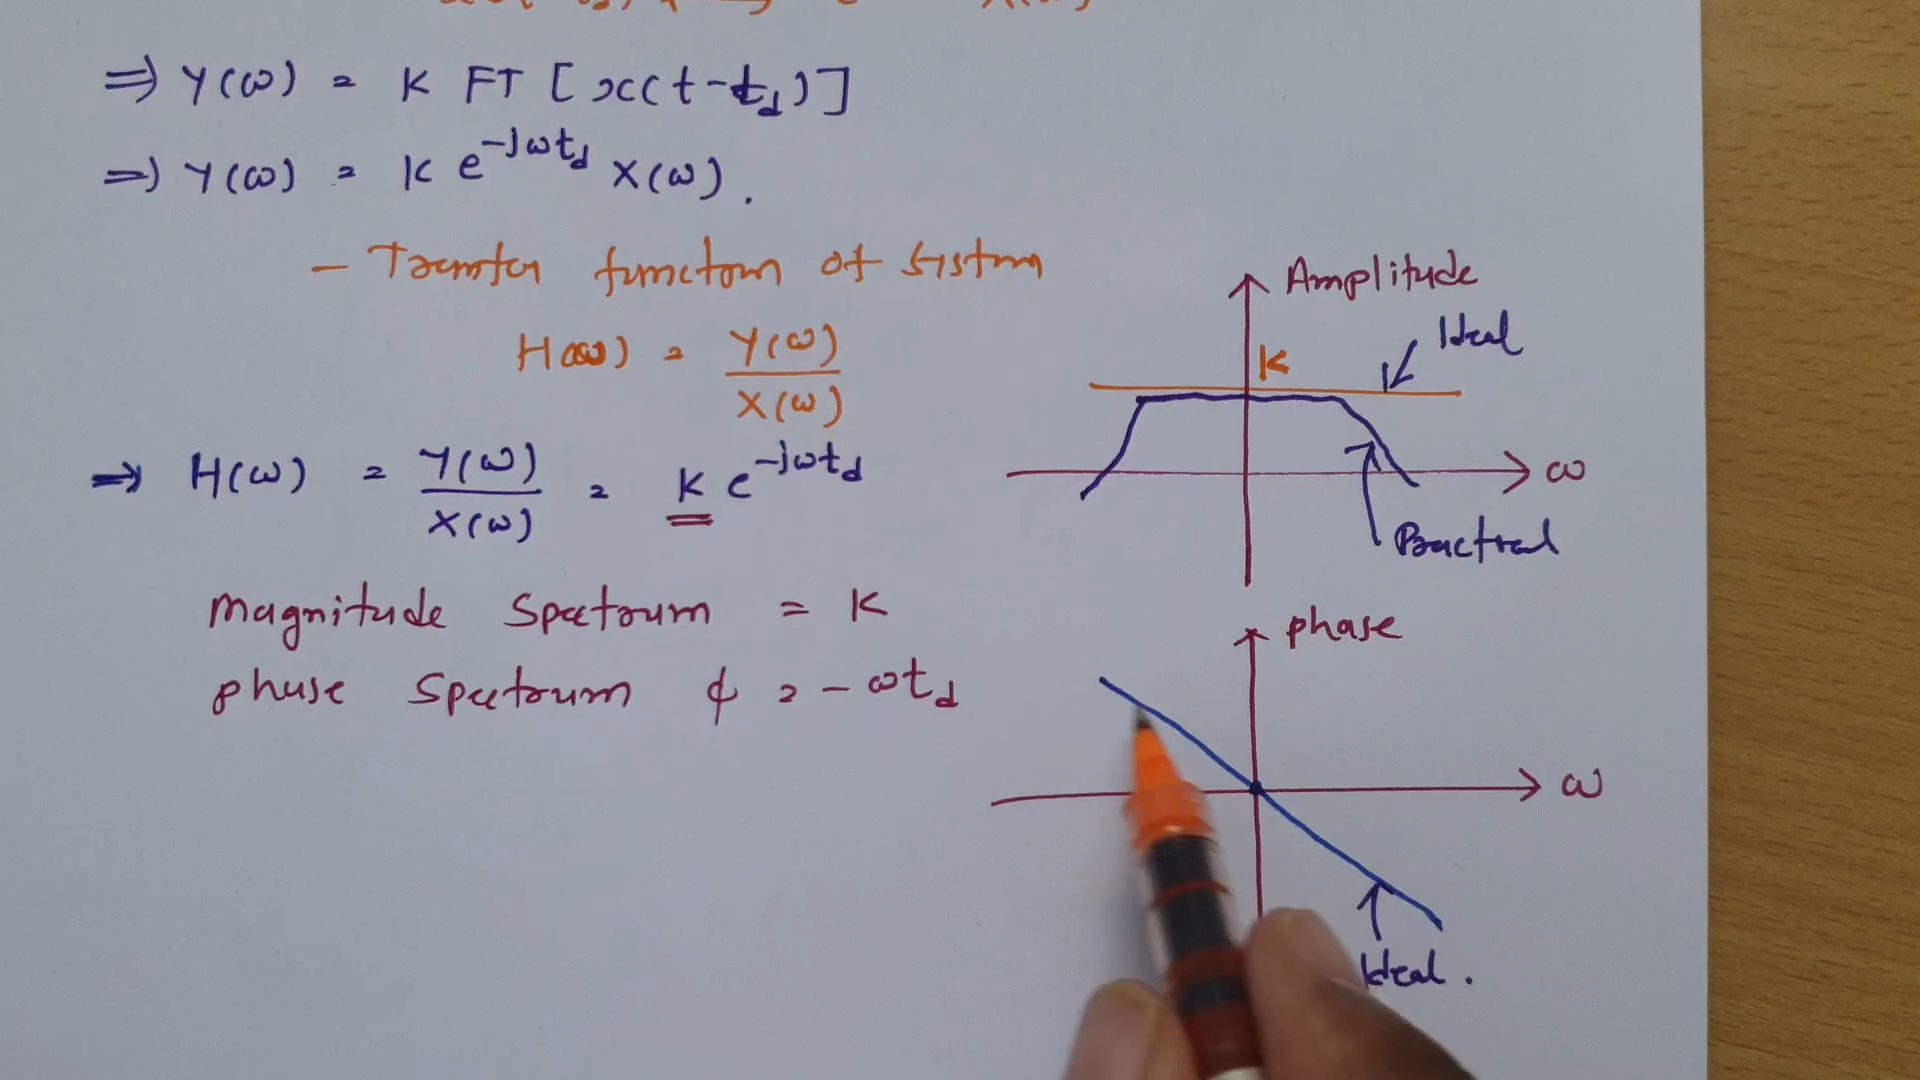 ⇒ Y(ω) = K FT [x(t-td)]
⇒ Y(ω) = K e^-jωtd X(ω).
- Transfer function of system
H(ω) = Y(ω) / X(ω)
⇒ H(ω) = Y(ω) / X(ω) = K e^-jωtd
Magnitude Spectrum = K
phase Spectrum ϕ = -ωtd
Amplitude
Ideal
K
ω
Practical
phase
ω
Ideal.